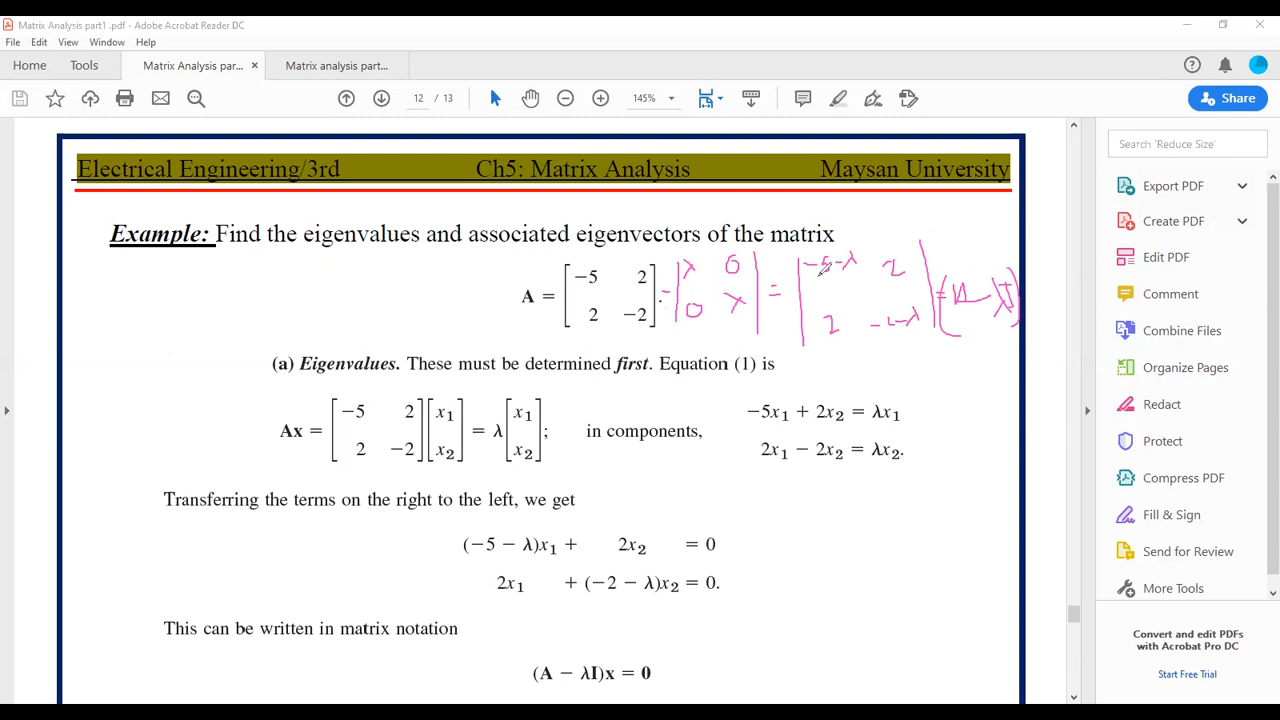 Matrix Analysis part1 .pdf - Adobe Acrobat Reader DC
File Edit View Window Help
Home Tools Matrix Analysis par... × Matrix analysis part...
12 / 13 145% Share
Electrical Engineering/3rd Ch5: Matrix Analysis Maysan University
Example: Find the eigenvalues and associated eigenvectors of the matrix
A = [−5 2] - |λ 0| = |−5−λ 2| = (A−λI)
[2 −2]. |0 λ| |2 −2−λ|
(a) Eigenvalues. These must be determined first. Equation (1) is
Ax = [−5 2] [x1] = λ [x1] ; in components, −5x1 + 2x2 = λx1
[2 −2] [x2] [x2] 2x1 − 2x2 = λx2.
Transferring the terms on the right to the left, we get
(−5 − λ)x1 + 2x2 = 0
2x1 + (−2 − λ)x2 = 0.
This can be written in matrix notation
(A − λI)x = 0
Search 'Reduce Size'
Export PDF
Create PDF
Edit PDF
Comment
Combine Files
Organize Pages
Redact
Protect
Compress PDF
Fill & Sign
Send for Review
More Tools
Convert and edit PDFs
with Acrobat Pro DC
Start Free Trial